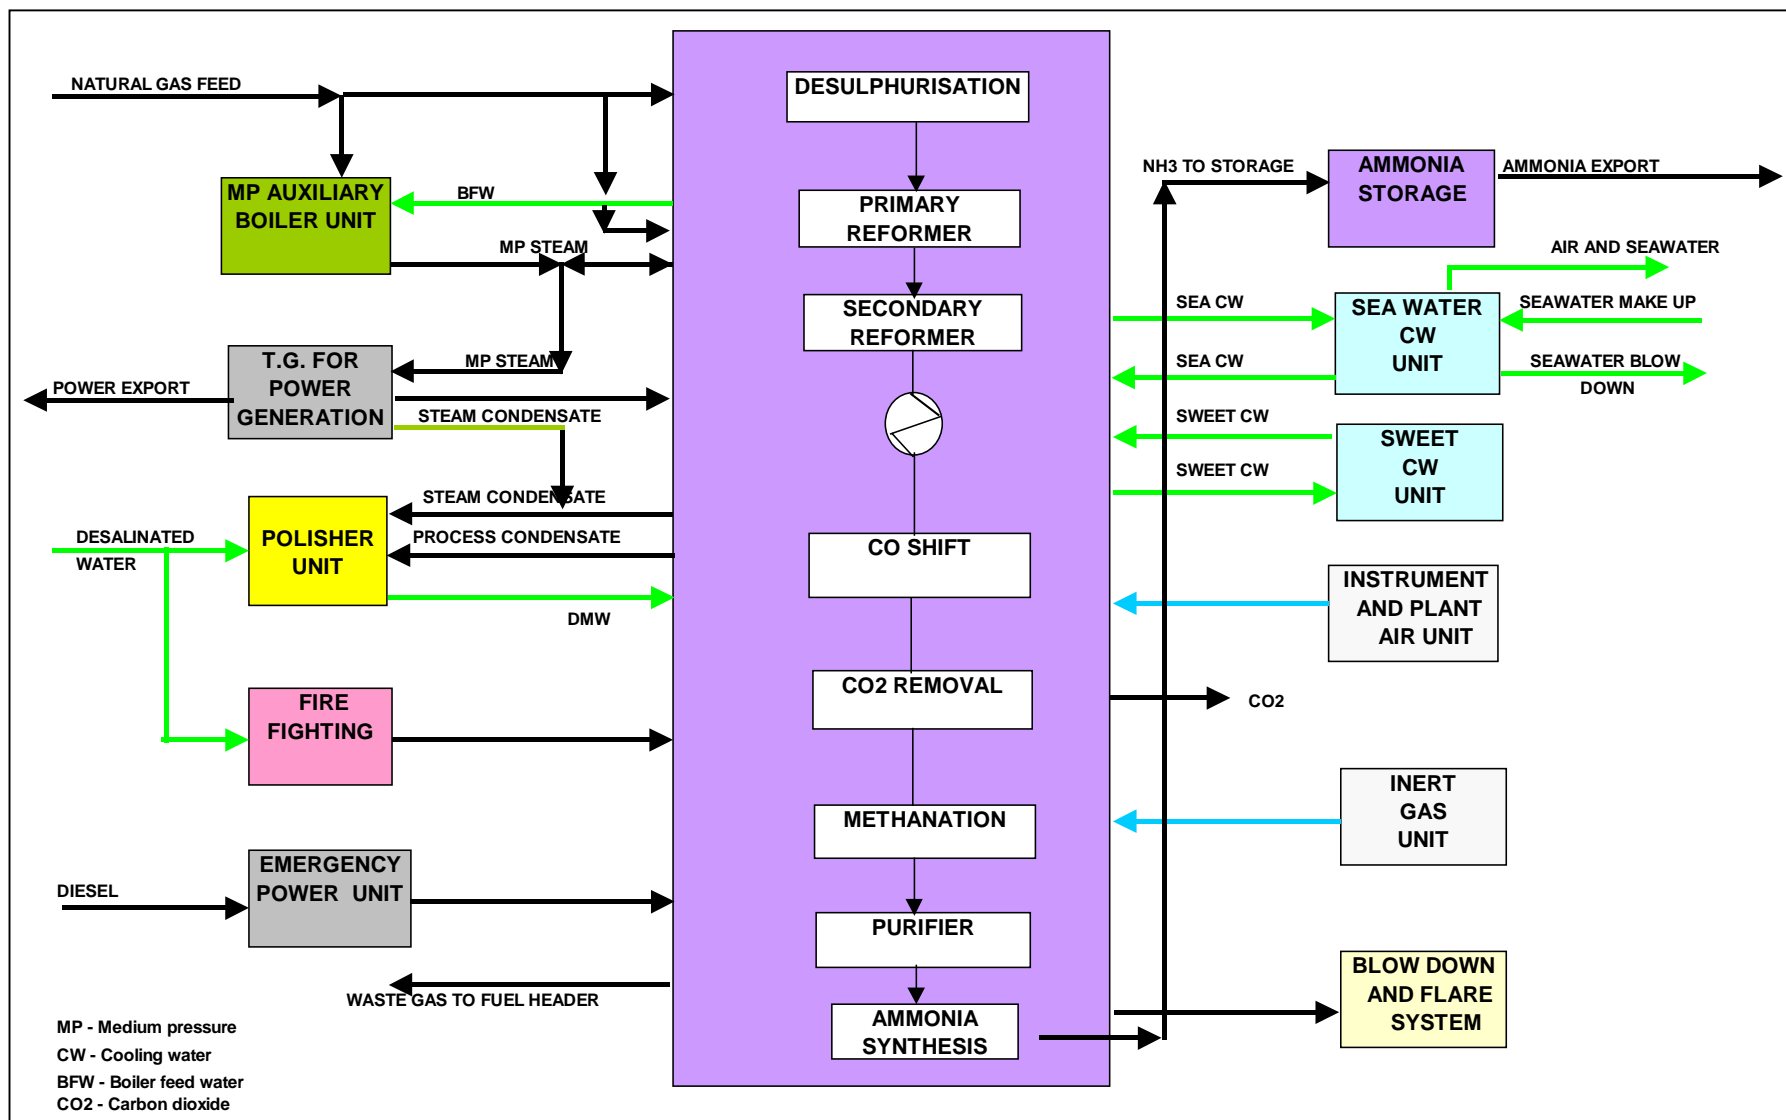 NATURAL GAS FEED
MP AUXILIARY
BOILER UNIT
BFW
MP STEAM
T.G. FOR
POWER
GENERATION
MP STEAM
POWER EXPORT
STEAM CONDENSATE
STEAM CONDENSATE
PROCESS CONDENSATE
DESALINATED
WATER
POLISHER
UNIT
DMW
FIRE
FIGHTING
EMERGENCY
POWER UNIT
DIESEL
WASTE GAS TO FUEL HEADER
MP - Medium pressure
CW - Cooling water
BFW - Boiler feed water
CO2 - Carbon dioxide
DESULPHURISATION
PRIMARY
REFORMER
SECONDARY
REFORMER
CO SHIFT
CO2 REMOVAL
METHANATION
PURIFIER
AMMONIA
SYNTHESIS
NH3 TO STORAGE
AMMONIA
STORAGE
AMMONIA EXPORT
AIR AND SEAWATER
SEA CW
SEA WATER
CW
UNIT
SEAWATER MAKE UP
SEA CW
SEAWATER BLOW
DOWN
SWEET CW
SWEET
CW
UNIT
SWEET CW
INSTRUMENT
AND PLANT
AIR UNIT
CO2
INERT
GAS
UNIT
BLOW DOWN
AND FLARE
SYSTEM